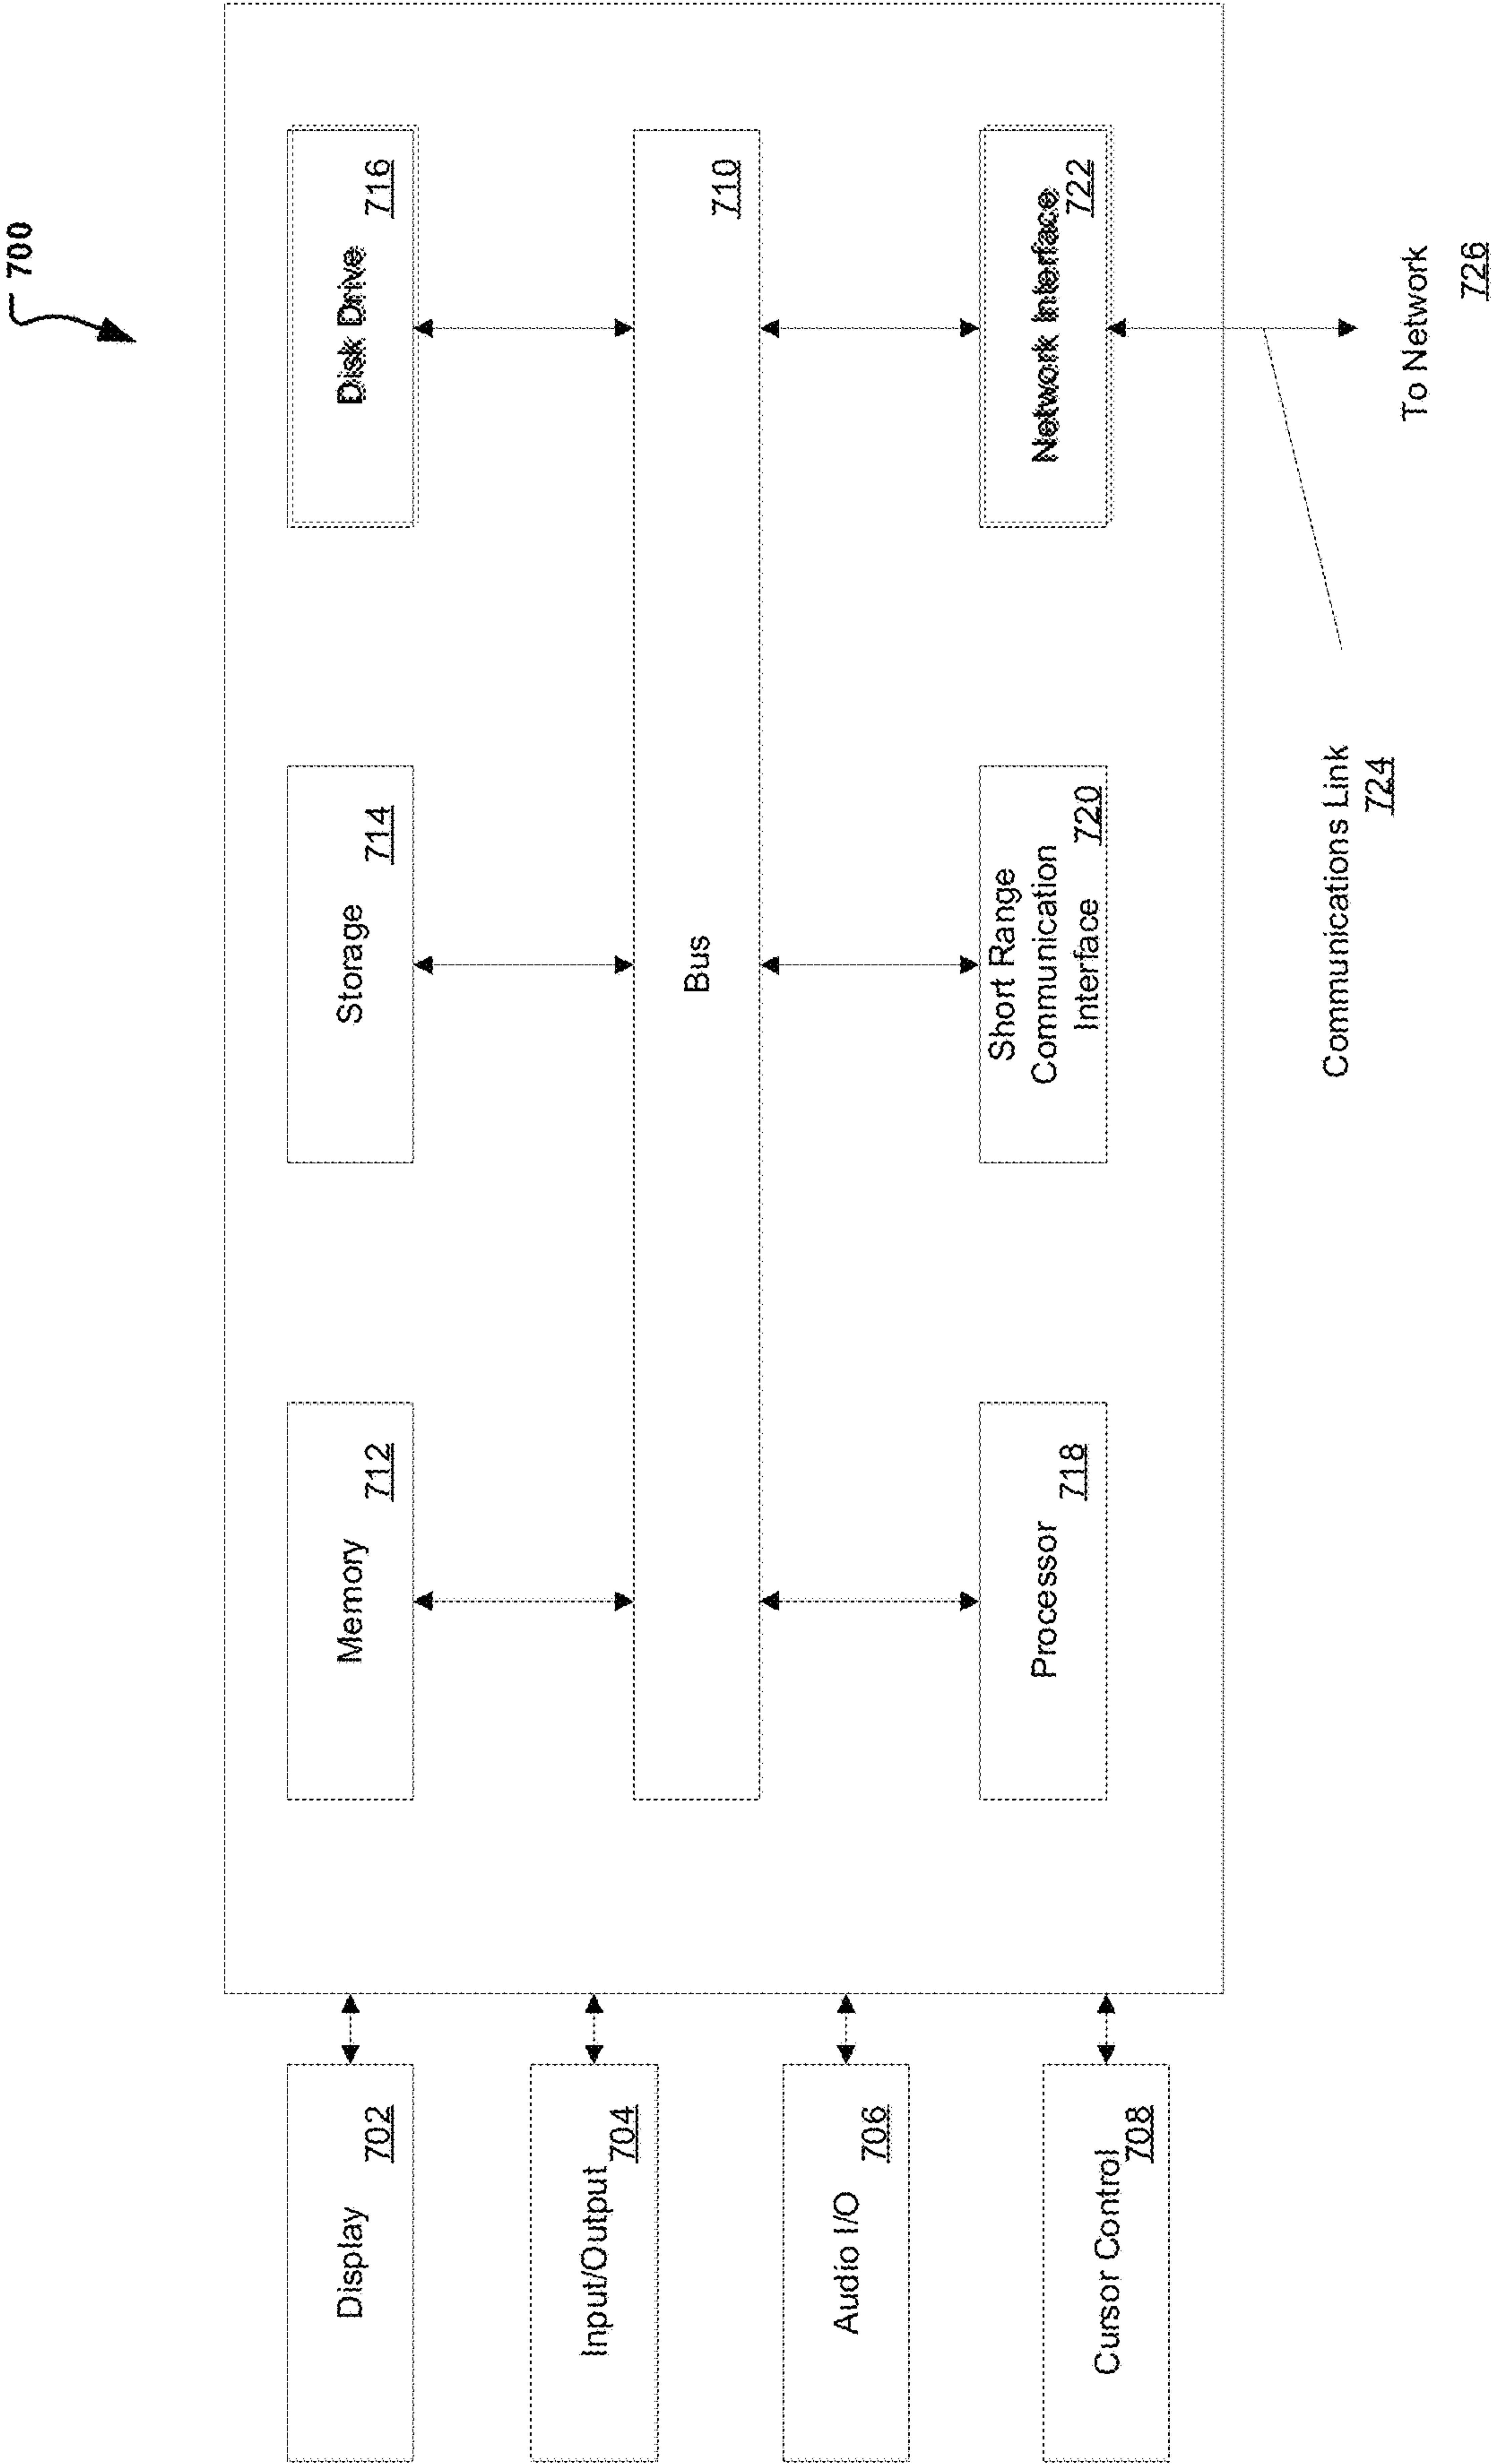 700
Display
702
Input/Output
704
Audio I/O
706
Cursor Control
708
Memory
712
Storage
714
Disk Drive
716
Bus
710
Processor
718
Short Range
Communication
Interface
720
Network Interface
722
Communications Link
724
To Network
726